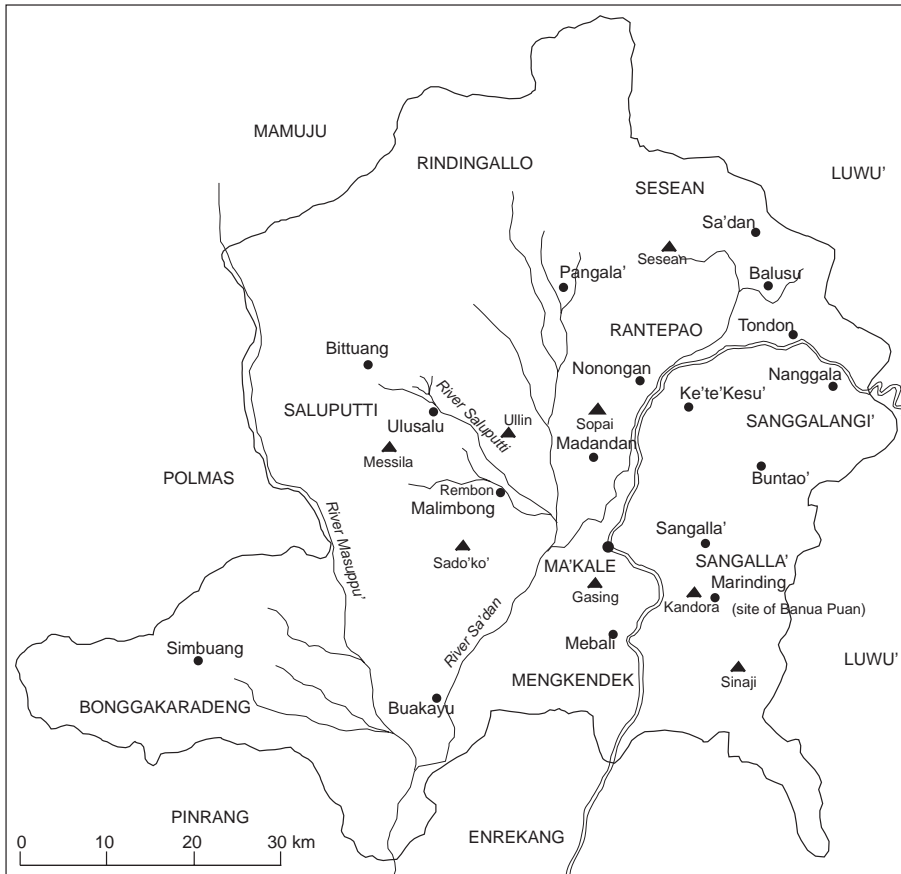 MAMUJU
RINDINGALLO
LUWU'
SESEAN
Sa'dan
Sesean
Pangala'
Balusu
RANTEPAO
Tondon
Bittuang
Nonongan
Nanggala
Ke'te'Kesu'
SALUPUTTI
River Saluputti
Ullin
Sopai
SANGGALANGI'
Ulusalu
Messila
Madandan
POLMAS
Buntao'
Rembon
Malimbong
River Masuppu'
Sangalla'
Sado'ko'
MA'KALE
SANGALLA'
Gasing
Kandora
Marinding
(site of Banua Puan)
River Sa'dan
Simbuang
Mebali
LUWU'
Sinaji
MENGKENDEK
BONGGAKARADENG
Buakayu
PINRANG
ENREKANG
0 10 20 30 km